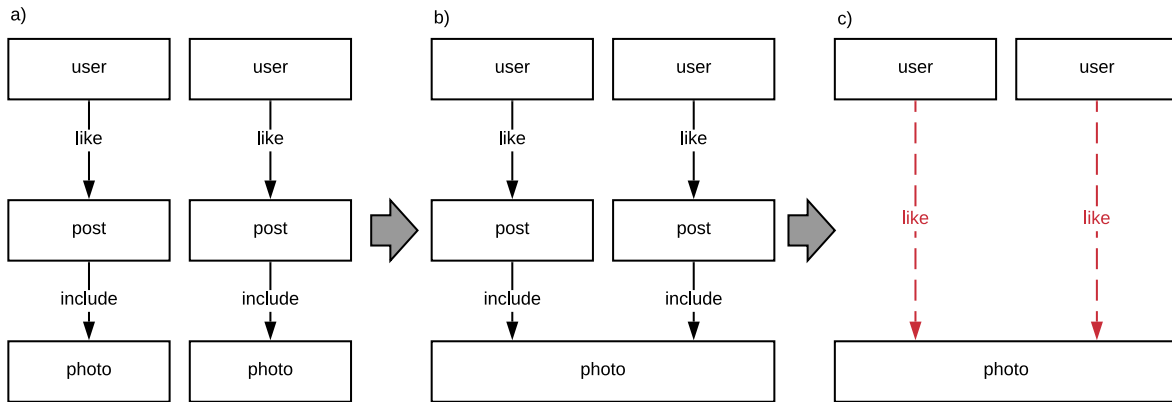 a) b) c)
user user user user user user
like like like like
post post post post
like like
include include include include
photo photo photo photo